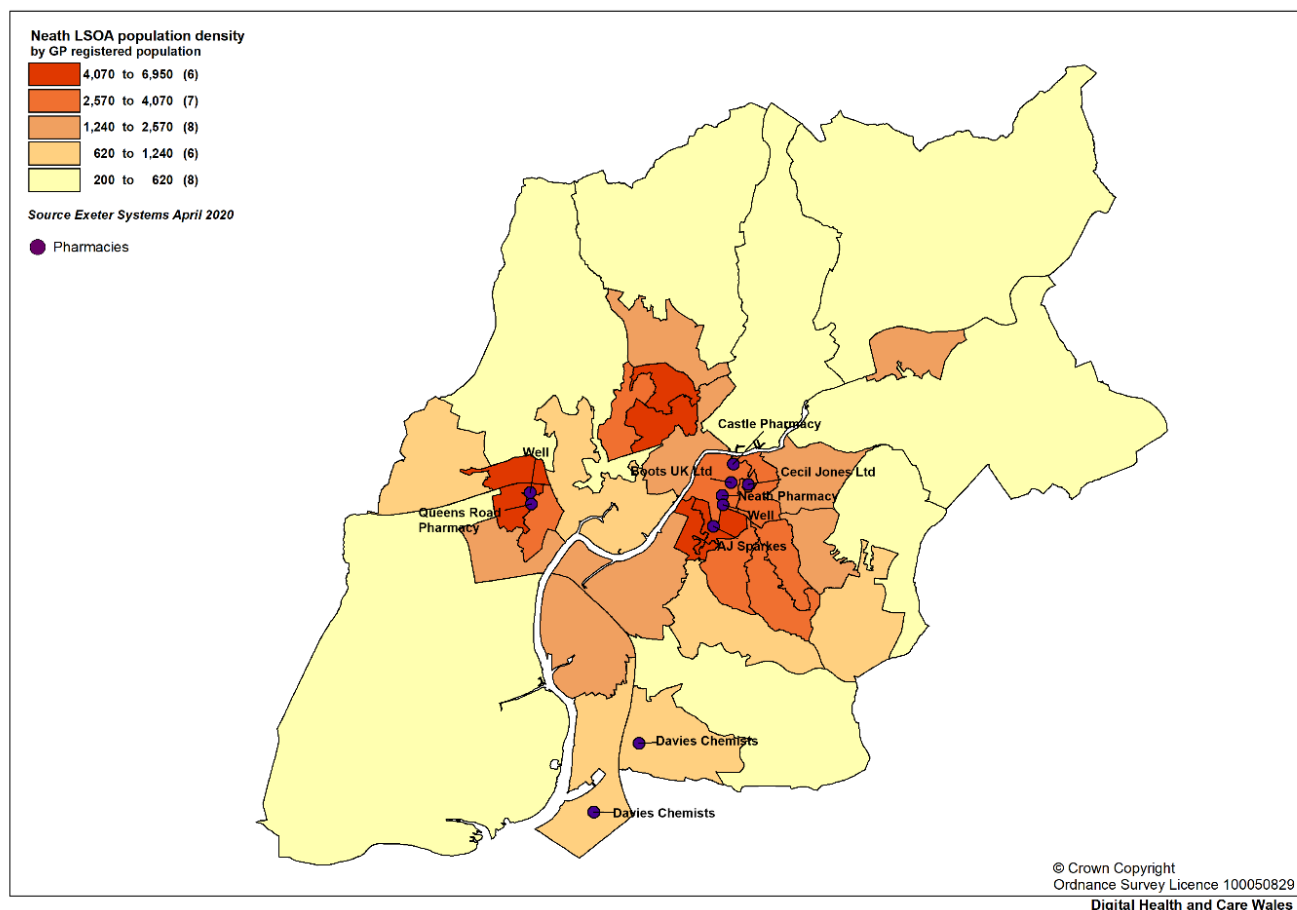 Neath LSOA population density
by GP registered population
4,070 to 6,950 (6)
2,570 to 4,070 (7)
1,240 to 2,570 (8)
620 to 1,240 (6)
200 to 620 (8)
Source Exeter Systems April 2020
Pharmacies
Castle Pharmacy
Well
Boots UK Ltd
Cecil Jones Ltd
Neath Pharmacy
Queens Road
Pharmacy
Well
AJ Sparkes
Davies Chemists
Davies Chemists
© Crown Copyright
Ordnance Survey Licence 100050829
Digital Health and Care Wales